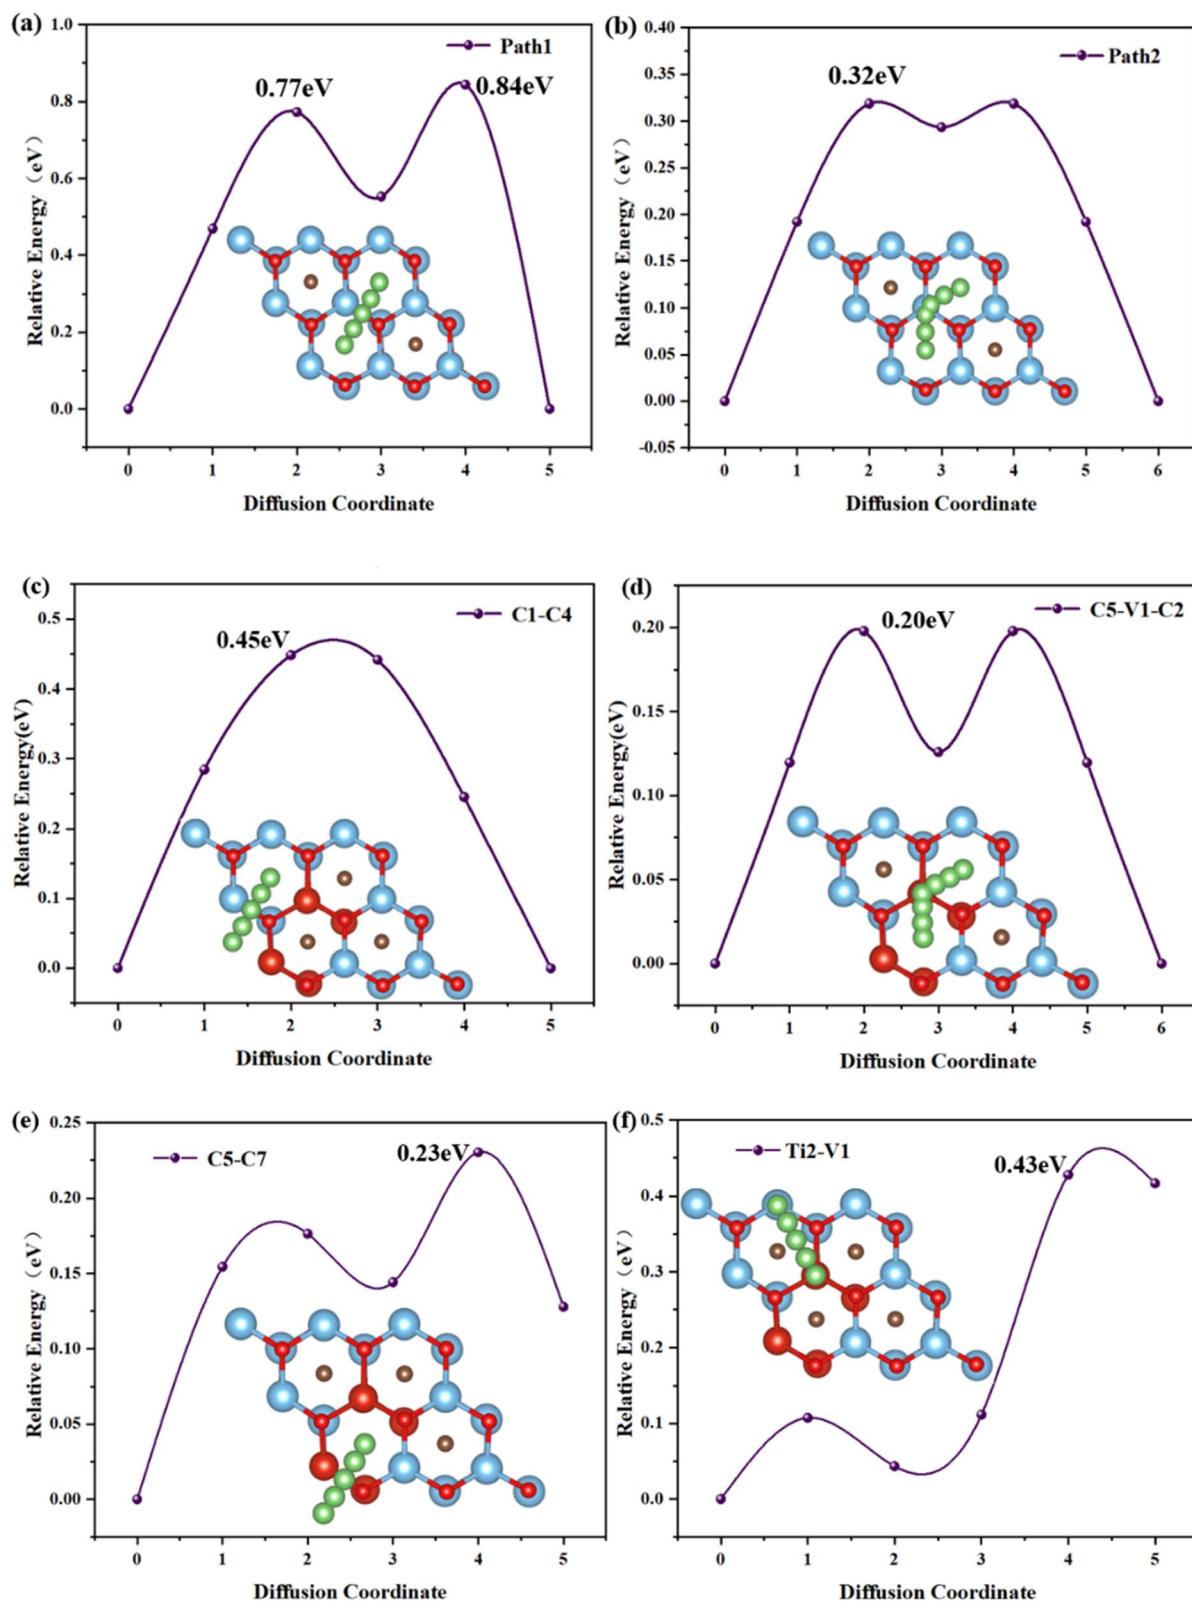 (a)
Path1
0.77eV
0.84eV
1.0
0.8
0.6
0.4
0.2
0.0
Relative Energy（eV）
0 1 2 3 4 5
Diffusion Coordinate
(b)
Path2
0.32eV
0.40
0.35
0.30
0.25
0.20
0.15
0.10
0.05
0.00
-0.05
Relative Energy（eV）
0 1 2 3 4 5 6
Diffusion Coordinate
(c)
C1-C4
0.45eV
0.5
0.4
0.3
0.2
0.1
0.0
Relative Energy(eV)
0 1 2 3 4 5
Diffusion Coordinate
(d)
C5-V1-C2
0.20eV
0.20
0.15
0.10
0.05
0.00
Relative Energy(eV)
0 1 2 3 4 5 6
Diffusion Coordinate
(e)
C5-C7
0.23eV
0.25
0.20
0.15
0.10
0.05
0.00
Relative Energy（eV）
0 1 2 3 4 5
Diffusion Coordinate
(f)
Ti2-V1
0.43eV
0.5
0.4
0.3
0.2
0.1
0.0
Relative Energy（eV）
0 1 2 3 4 5
Diffusion Coordinate